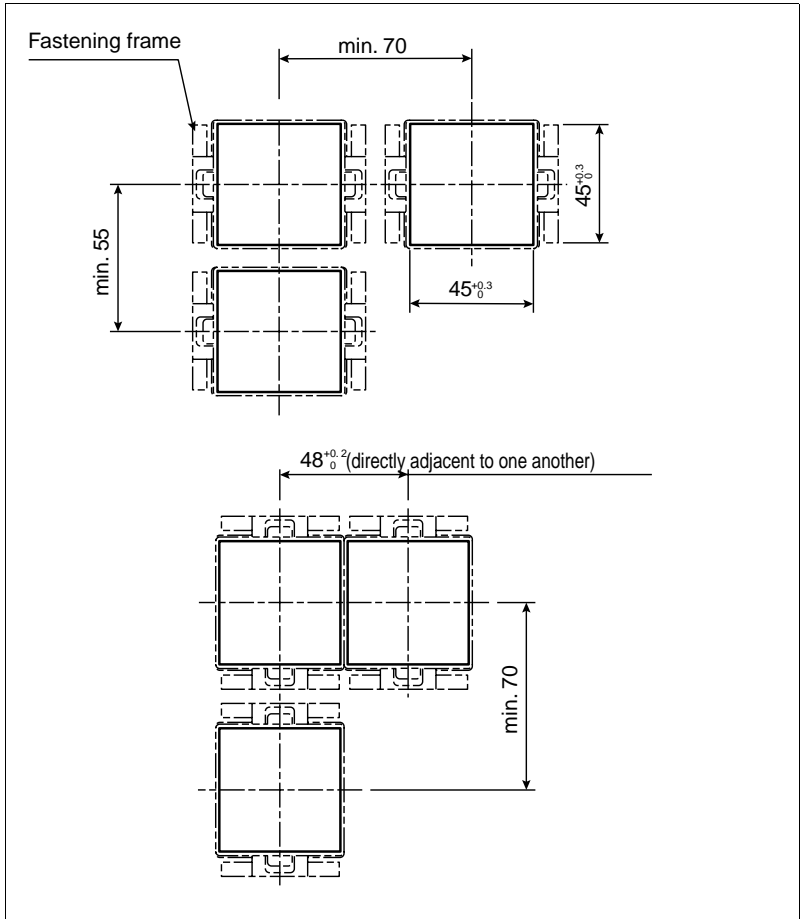 Fastening frame
min. 70
45+0.3 0
min. 55
45+0.3 0
48+0. 2 0 (directly adjacent to one another)
min. 70